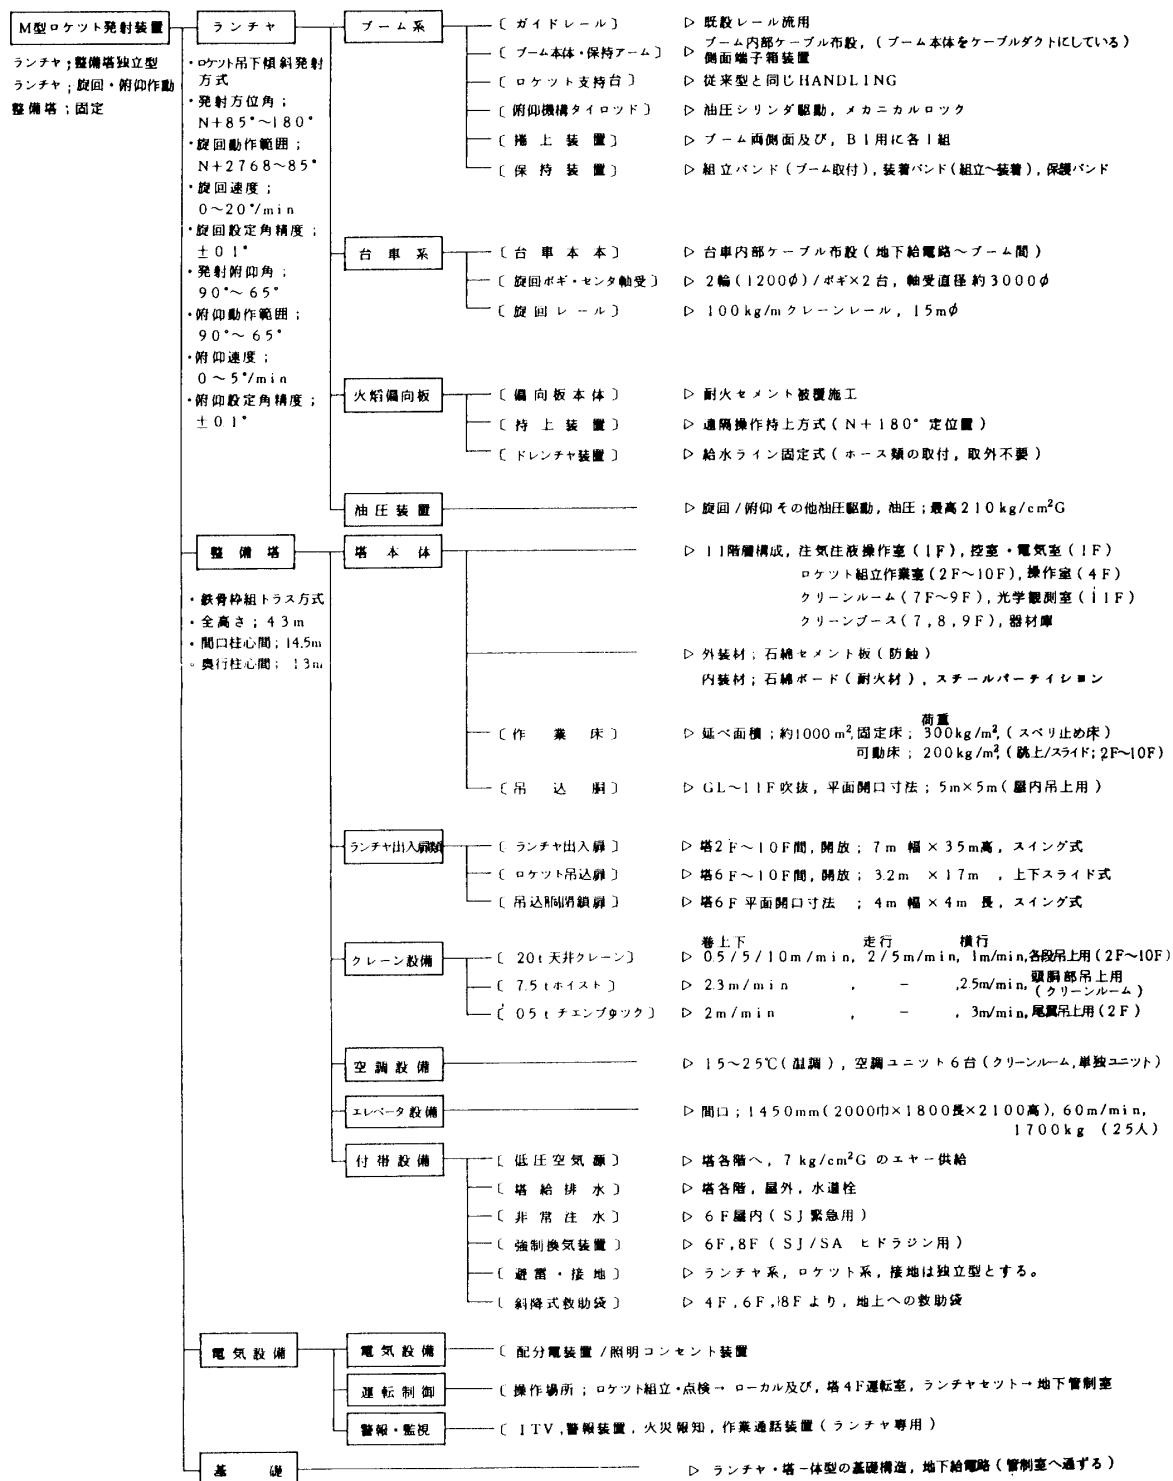 M型ロケット発射装置
ランチャ；整備塔独立型
ランチャ；旋回・俯仰作動
整備塔；固定
ランチャ
・ロケット吊下傾斜発射
方式
・発射方位角；
N+85°～180°
・旋回動作範囲；
N+2768～85°
・旋回速度；
0～20°/min
・旋回設定角精度；
±01°
・発射俯仰角；
90°～65°
・俯仰動作範囲；
90°～65°
・俯仰速度；
0～5°/min
・俯仰設定角精度；
±01°
ブーム系
〔ガイドレール〕 ▷ 既設レール流用
〔ブーム本体・保持アーム〕 ▷ ブーム内部ケーブル布設，（ブーム本体をケーブルダクトにしている）
側面端子箱装置
〔ロケット支持台〕 ▷ 従来型と同じHANDLING
〔俯仰機構タイロッド〕 ▷ 油圧シリンダ駆動，メカニカルロック
〔捲上装置〕 ▷ ブーム両側面及び，B1用に各1組
〔保持装置〕 ▷ 組立バンド（ブーム取付），装着バンド（組立～装着），保護バンド
台車系
〔台車本本〕 ▷ 台車内部ケーブル布設（地下給電路～ブーム間）
〔旋回ボギ・センタ軸受〕 ▷ 2輪（1200φ）/ボギ×2台，軸受直径約3000φ
〔旋回レール〕 ▷ 100kg/mクレーンレール，15mφ
火焔偏向板
〔偏向板本体〕 ▷ 耐火セメント被覆施工
〔持上装置〕 ▷ 遠隔操作持上方式（N+180°定位置）
〔ドレンチャ装置〕 ▷ 給水ライン固定式（ホース類の取付，取外不要）
油圧装置 ▷ 旋回/俯仰その他油圧駆動，油圧；最高210kg/cm²G
整備塔
・鉄骨枠組トラス方式
・全高さ；43m
・間口柱心間；14.5m
。奥行柱心間；13m
塔本体 ▷ 11階層構成，注気注液操作室（1F），控室・電気室（1F）
ロケット組立作業室（2F～10F），操作室（4F）
クリーンルーム（7F～9F），光学観測室（11F）
クリーンブース（7，8，9F），器材庫
▷ 外装材；石綿セメント板（防蝕）
内装材；石綿ボード（耐火材），スチールパーテイション
荷重
〔作業床〕 ▷ 延べ面積；約1000m²，固定床；300kg/m²，（スベリ止め床）
可動床；200kg/m²，（跳上/スライド；2F～10F）
〔吊込胴〕 ▷ GL～11F吹抜，平面開口寸法；5m×5m（屋内吊上用）
ランチャ出入扉類
〔ランチャ出入扉〕 ▷ 塔2F～10F間，開放；7m幅×35m高，スイング式
〔ロケット吊込扉〕 ▷ 塔6F～10F間，開放；3.2m×17m，上下スライド式
〔吊込胴閉鎖扉〕 ▷ 塔6F平面開口寸法；4m幅×4m長，スイング式
巻上下 走行 横行
クレーン設備
〔20t天井クレーン〕 ▷ 0.5/5/10m/min，2/5m/min，1m/min，各段吊上用（2F～10F）
〔7.5tホイスト〕 ▷ 2.3m/min ，－，2.5m/min，頭胴部吊上用
（クリーンルーム）
〔05tチエンブロック〕 ▷ 2m/min ，－，3m/min，尾翼吊上用（2F）
空調設備 ▷ 15～25℃（温調），空調ユニット6台（クリーンルーム，単独ユニット）
エレベータ設備 ▷ 間口；1450mm（2000巾×1800長×2100高），60m/min，
1700kg （25人）
付帯設備
〔低圧空気源〕 ▷ 塔各階へ，7kg/cm²Gのエヤー供給
〔塔給排水〕 ▷ 塔各階，屋外，水道栓
〔非常注水〕 ▷ 6F屋内（SJ緊急用）
〔強制換気装置〕 ▷ 6F，8F（SJ/SA ヒドラジン用）
〔避雷・接地〕 ▷ ランチャ系，ロケット系，接地は独立型とする。
〔斜降式救助袋〕 ▷ 4F，6F，8Fより，地上への救助袋
電気設備
電気設備 〔配分電装置/照明コンセント装置
運転制御 〔操作場所；ロケット組立・点検→ローカル及び，塔4F運転室，ランチャセット→地下管制室
警報・監視 〔ITV，警報装置，火災報知，作業通話装置（ランチャ専用）
基礎 ▷ ランチャ・塔一体型の基礎構造，地下給電路（管制室へ通ずる）